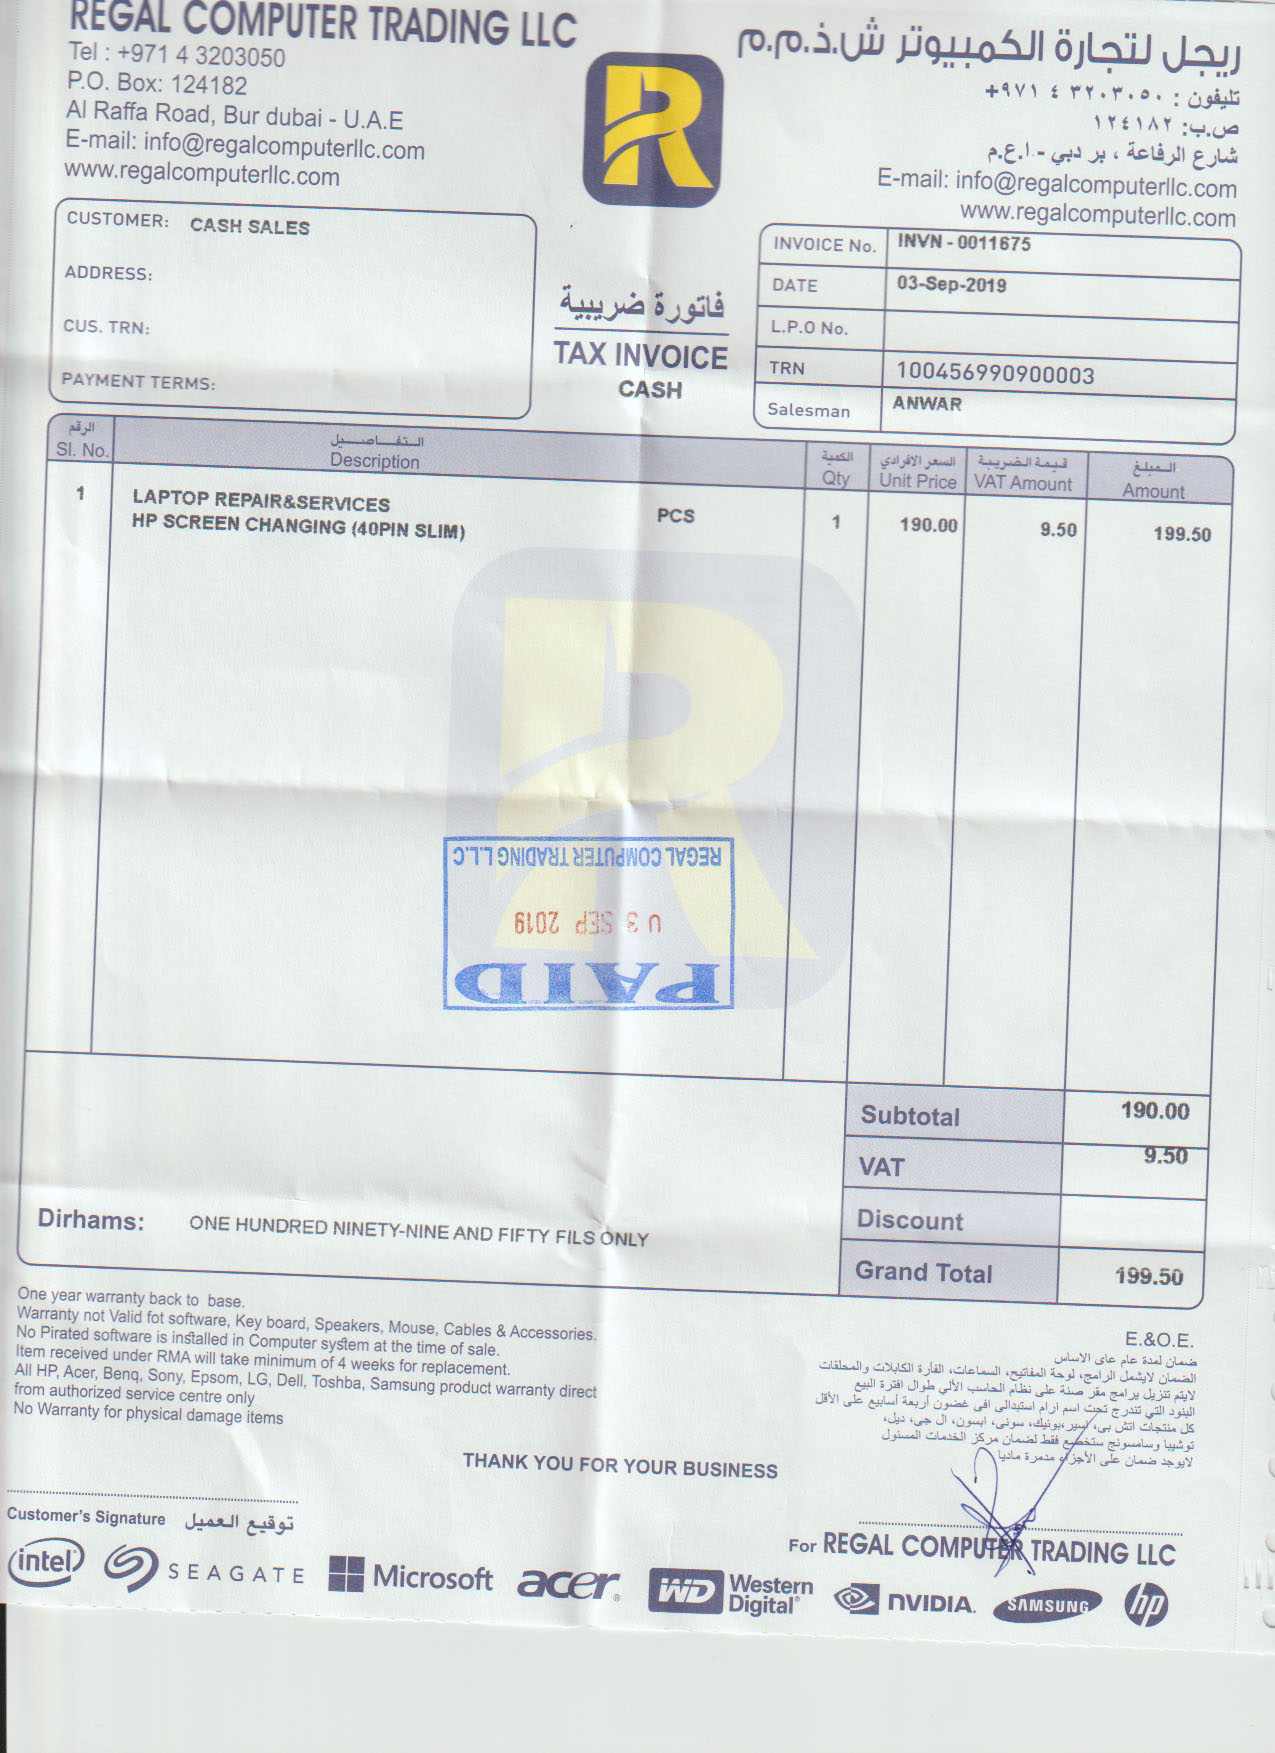 REGAL COMPUTER TRADING LLC
Tel : +971 4 3203050
P.O. Box: 124182
Al Raffa Road, Bur dubai - U.A.E
E-mail: info@regalcomputerllc.com
www.regalcomputerllc.com
ريجل لتجارة الكمبيوتر ش.ذ.م.م
تليفون : ٣٢٠٣٠٥٠ ٤ ٩٧١+
ص.ب: ١٢٤١٨٢
شارع الرفاعة ، بر دبي - ا.ع.م
E-mail: info@regalcomputerllc.com
www.regalcomputerllc.com
CUSTOMER: CASH SALES
ADDRESS:
CUS. TRN:
PAYMENT TERMS:
فاتورة ضريبية
TAX INVOICE
CASH
INVOICE No. INVN - 0011675
DATE 03-Sep-2019
L.P.O No.
TRN 100456990900003
Salesman ANWAR
الرقم التفاصيل الكمية السعر الافرادي قيمة الضريبة المبلغ
Sl. No. Description Qty Unit Price VAT Amount Amount
1 LAPTOP REPAIR&SERVICES PCS 1 190.00 9.50 199.50
HP SCREEN CHANGING (40PIN SLIM)
REGAL COMPUTER TRADING L.L.C
03 SEP 2019
PAID
Subtotal 190.00
VAT 9.50
Discount
Grand Total 199.50
Dirhams: ONE HUNDRED NINETY-NINE AND FIFTY FILS ONLY
One year warranty back to base.
Warranty not Valid fot software, Key board, Speakers, Mouse, Cables & Accessories.
No Pirated software is installed in Computer system at the time of sale.
Item received under RMA will take minimum of 4 weeks for replacement.
All HP, Acer, Benq, Sony, Epsom, LG, Dell, Toshba, Samsung product warranty direct
from authorized service centre only
No Warranty for physical damage items
E.&O.E.
ضمان لمدة عام على الاساس
الضمان لايشمل الرامج، لوحة المفاتيح، السماعات، الفأرة الكابلات والمحلقات
لايتم تنزيل برامج مقر صنة على نظام الحاسب الألي طوال افترة البيع
البنود التي تندرج تحت اسم ارام استبدالى افى غضون أربعة أسابيع على الأقل
كل منتجات اتش بى، اسير،بونيك، سونى، ابسون، ال جى، ديل،
توشيبا وسامسونج ستخضع فقط لضمان مركز الخدمات المسئول
لايوجد ضمان على الأجزاء مدمرة ماديا
THANK YOU FOR YOUR BUSINESS
Customer's Signature توقيع العميل
For REGAL COMPUTER TRADING LLC
intel SEAGATE Microsoft acer WD Western Digital NVIDIA. SAMSUNG hp